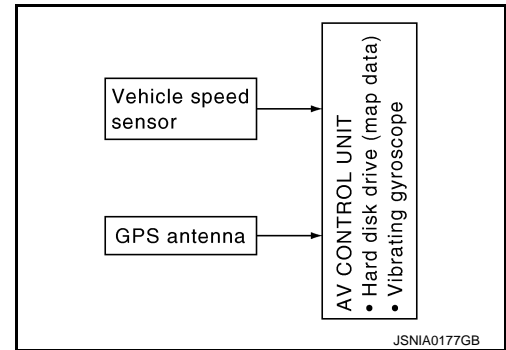 Vehicle speed
sensor
GPS antenna
AV CONTROL UNIT
• Hard disk drive (map data)
• Vibrating gyroscope
JSNIA0177GB